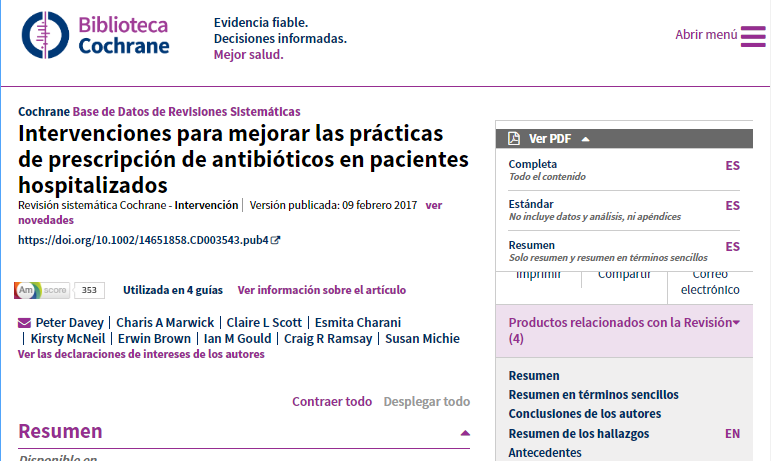 Biblioteca
Cochrane
Evidencia fiable.
Decisiones informadas.
Mejor salud.
Abrir menú
Cochrane Base de Datos de Revisiones Sistemáticas
Intervenciones para mejorar las prácticas
de prescripción de antibióticos en pacientes
hospitalizados
Revisión sistemática Cochrane - Intervención | Versión publicada: 09 febrero 2017 ver
novedades
https://doi.org/10.1002/14651858.CD003543.pub4
Am score 353 Utilizada en 4 guías Ver información sobre el artículo
Peter Davey | Charis A Marwick | Claire L Scott | Esmita Charani
| Kirsty McNeil | Erwin Brown | Ian M Gould | Craig R Ramsay | Susan Michie
Ver las declaraciones de intereses de los autores
Contraer todo Desplegar todo
Resumen
Disponible en
Ver PDF
Completa ES
Todo el contenido
Estándar ES
No incluye datos y análisis, ni apéndices
Resumen ES
Solo resumen y resumen en términos sencillos
Imprimir Compartir Correo
electrónico
Productos relacionados con la Revisión
(4)
Resumen
Resumen en términos sencillos
Conclusiones de los autores
Resumen de los hallazgos EN
Antecedentes